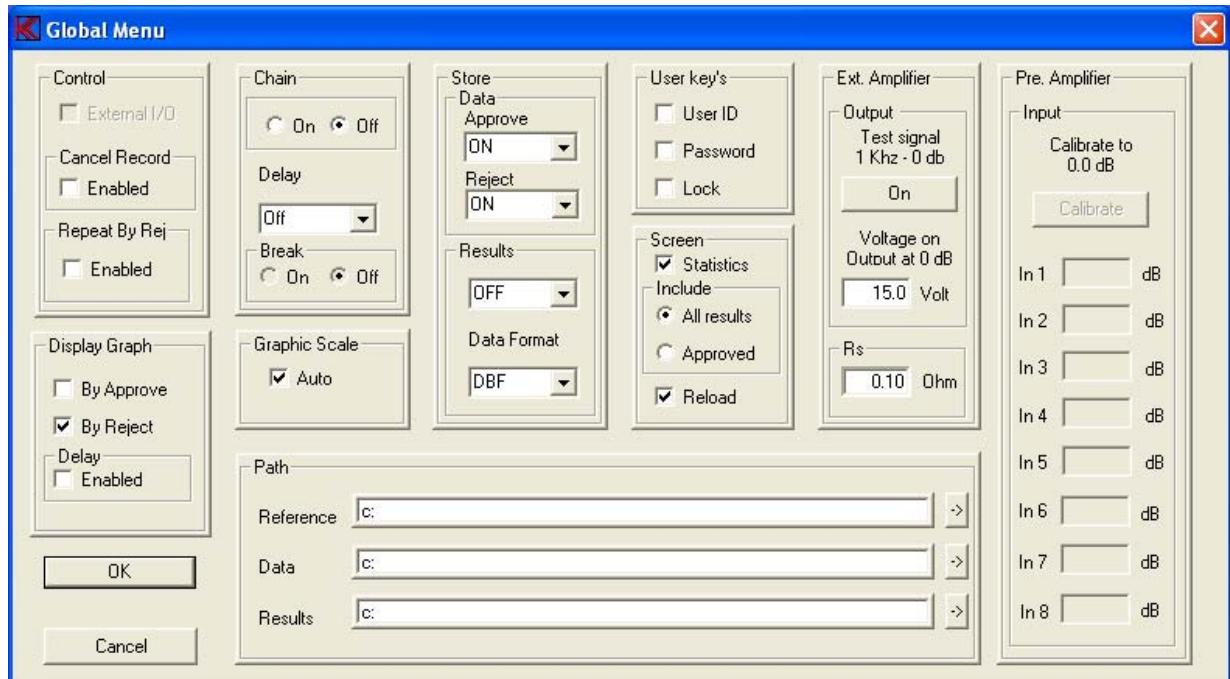 Global Menu
Control
External I/O
Cancel Record
Enabled
Repeat By Rej
Enabled
Display Graph
By Approve
By Reject
Delay
Enabled
OK
Cancel
Chain
On Off
Delay
Off
Break
On Off
Graphic Scale
Auto
Store
Data
Approve
ON
Reject
ON
Results
OFF
Data Format
DBF
User key's
User ID
Password
Lock
Screen
Statistics
Include
All results
Approved
Reload
Ext. Amplifier
Output
Test signal
1 Khz - 0 db
On
Voltage on
Output at 0 dB
15.0 Volt
Rs
0.10 Ohm
Path
Reference c: ->
Data c: ->
Results c: ->
Pre. Amplifier
Input
Calibrate to
0.0 dB
Calibrate
In 1 dB
In 2 dB
In 3 dB
In 4 dB
In 5 dB
In 6 dB
In 7 dB
In 8 dB